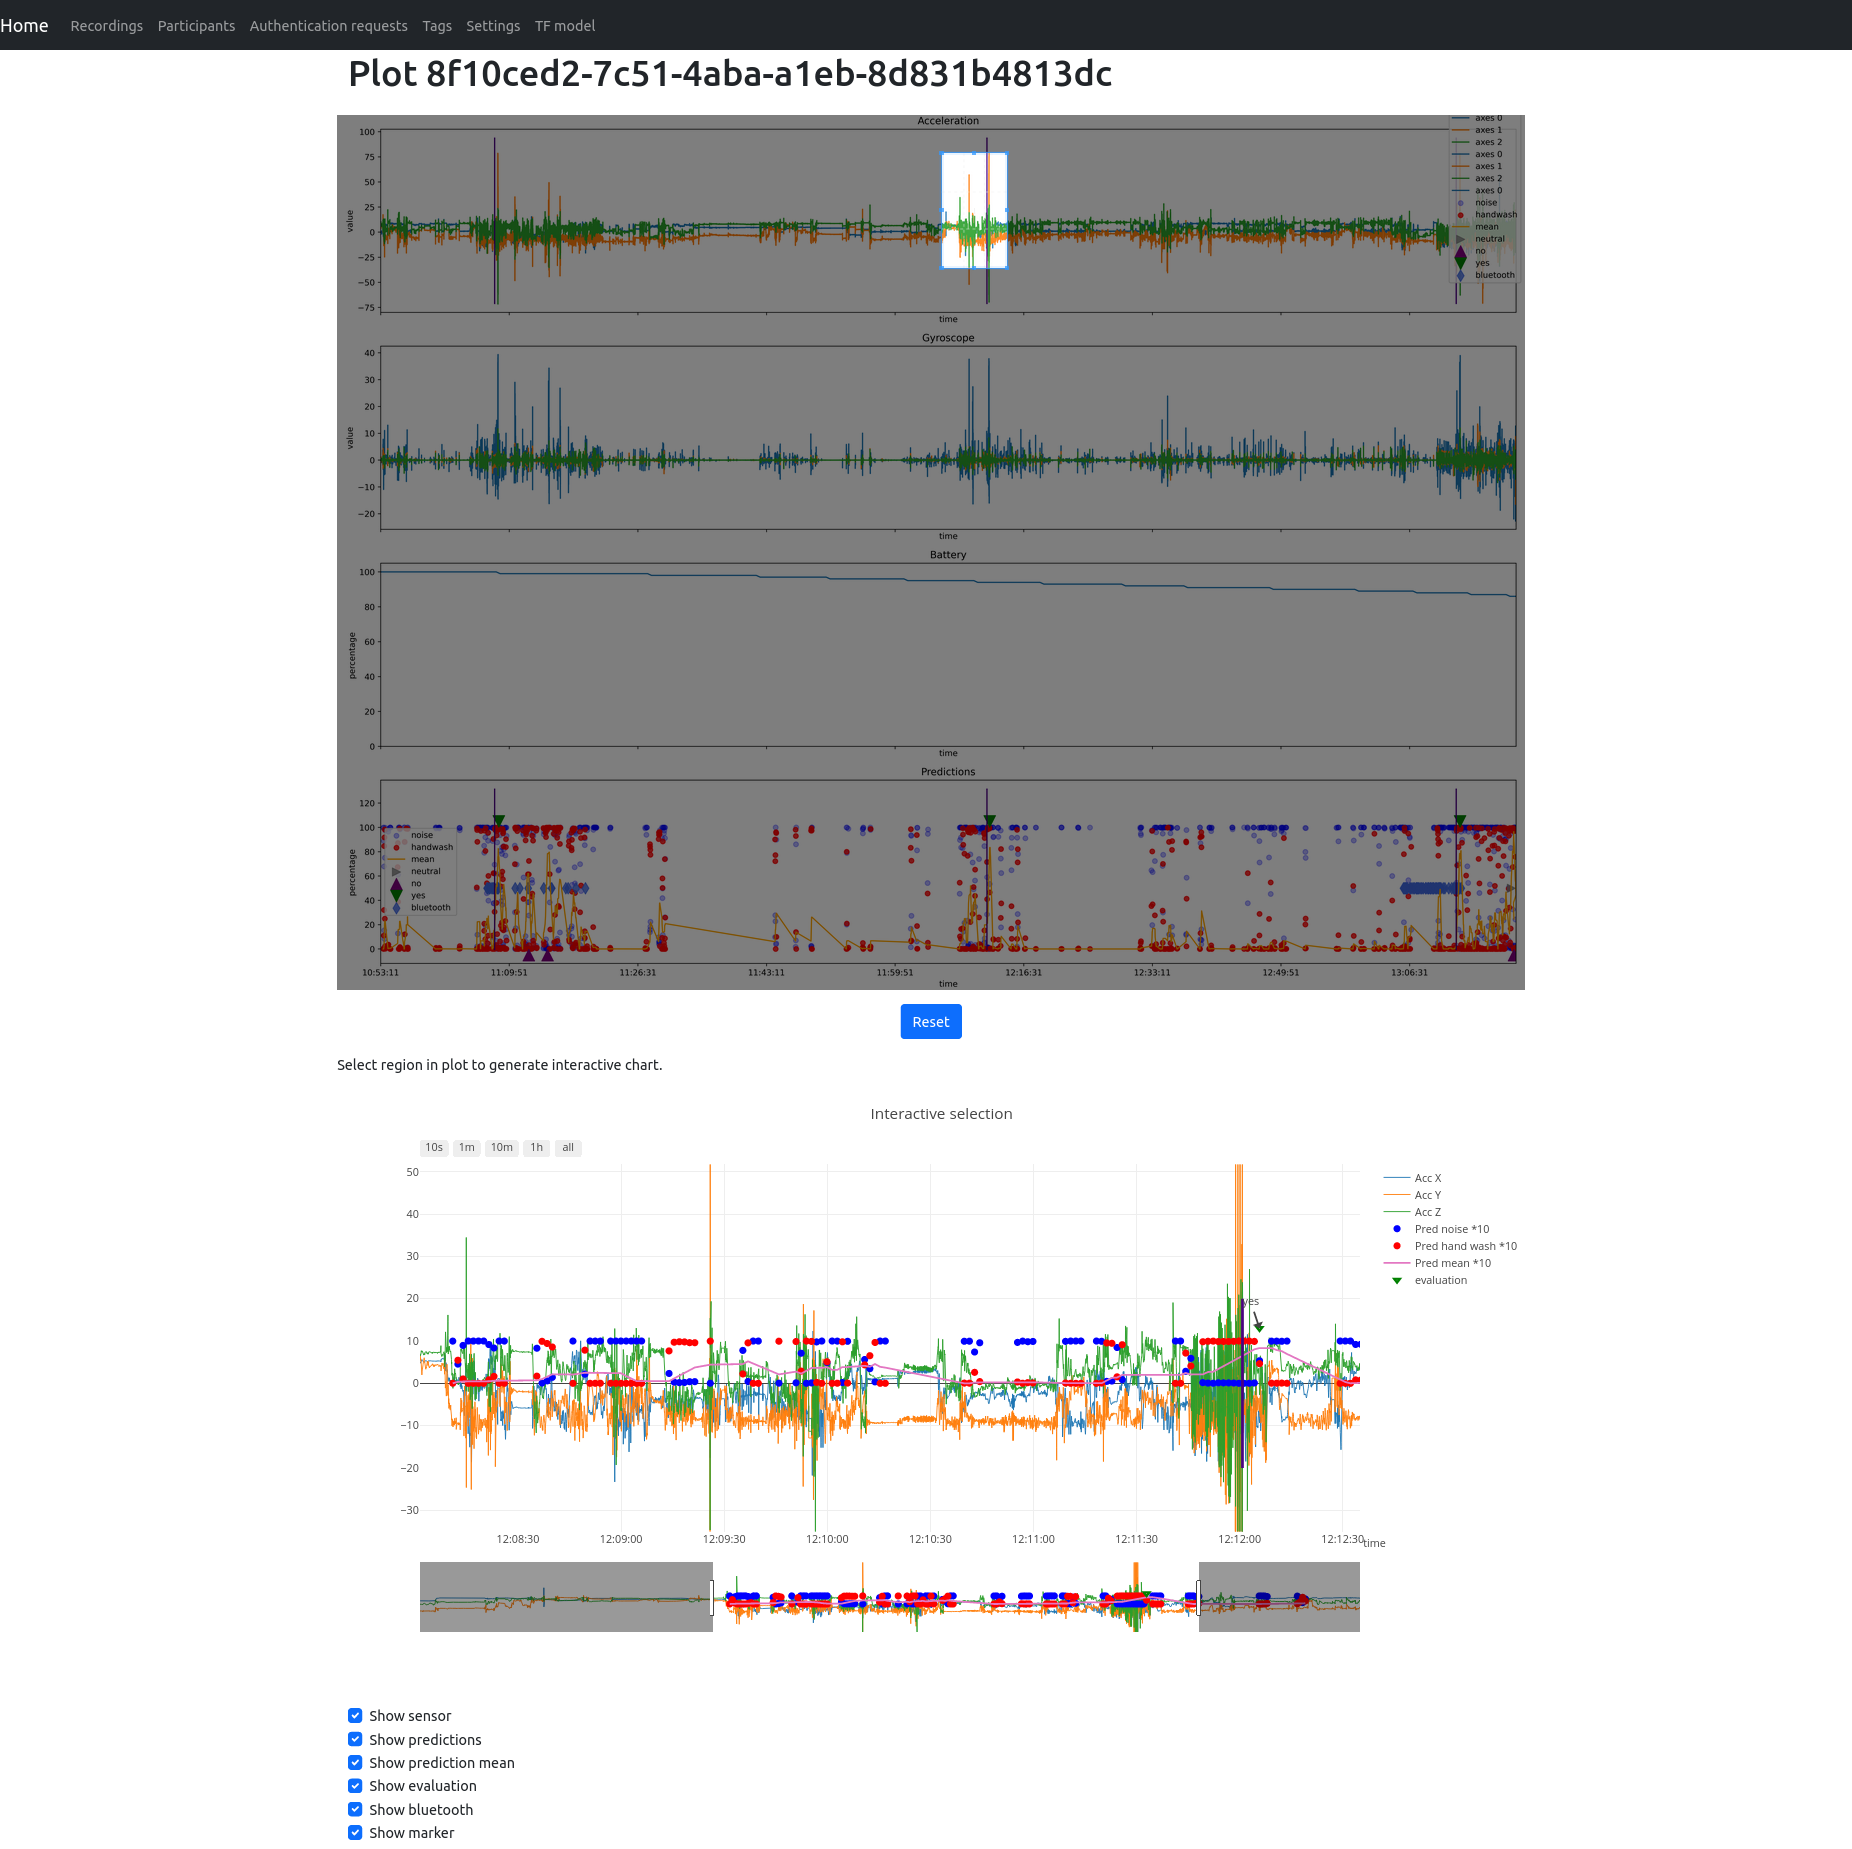 Home Recordings Participants Authentication requests Tags Settings TF model
Plot 8f10ced2-7c51-4aba-a1eb-8d831b4813dc
Acceleration
100
75
50
25
0
−25
−50
−75
value
time
axes 0
axes 1
axes 2
axes 0
axes 1
axes 2
axes 0
noise
handwash
mean
neutral
no
yes
bluetooth
Gyroscope
40
30
20
10
0
−10
−20
value
time
Battery
100
80
60
40
20
0
percentage
time
Predictions
120
100
80
60
40
20
0
percentage
noise
handwash
mean
neutral
no
yes
bluetooth
10:53:11 11:09:51 11:26:31 11:43:11 11:59:51 12:16:31 12:33:11 12:49:51 13:06:31
time
Reset
Select region in plot to generate interactive chart.
Interactive selection
10s 1m 10m 1h all
50
40
30
20
10
0
−10
−20
−30
yes
Acc X
Acc Y
Acc Z
Pred noise *10
Pred hand wash *10
Pred mean *10
evaluation
12:08:30 12:09:00 12:09:30 12:10:00 12:10:30 12:11:00 12:11:30 12:12:00 12:12:30
time
Show sensor
Show predictions
Show prediction mean
Show evaluation
Show bluetooth
Show marker